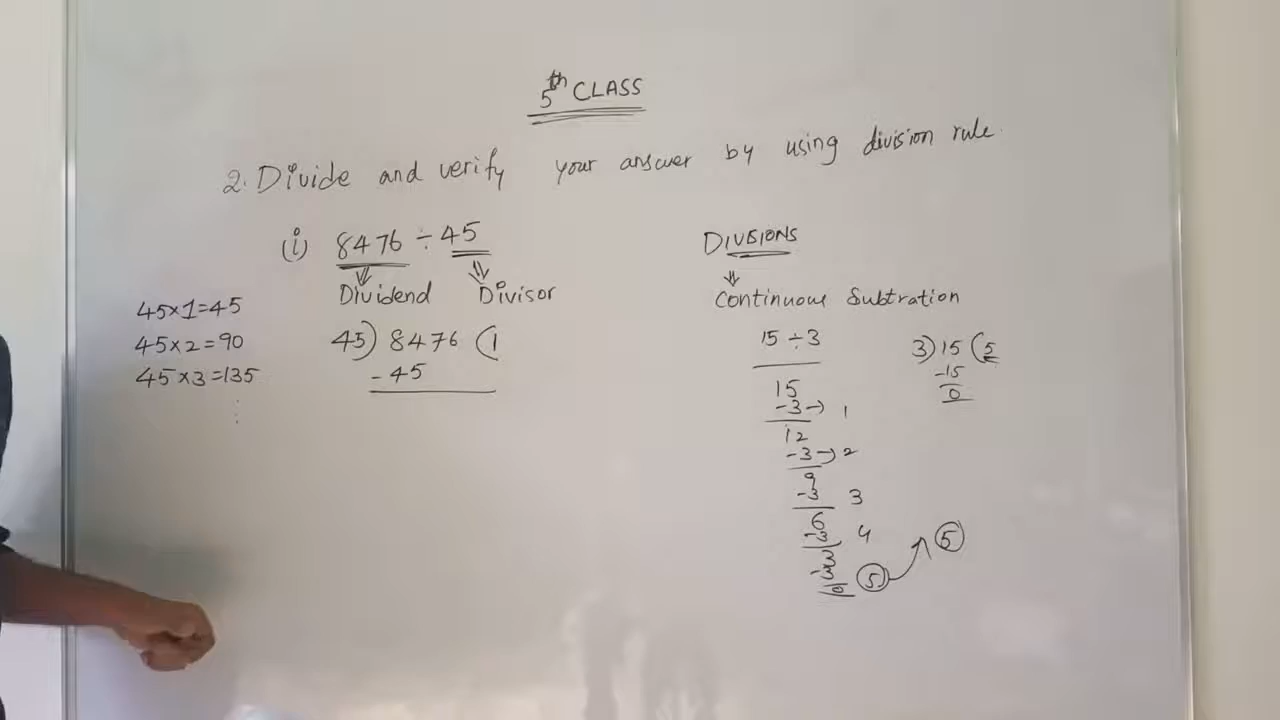 5th CLASS
2. Divide and verify your answer by using division rule.
(i) 8476 ÷ 45
Dividend Divisor
45×1=45
45×2=90
45×3=135
⋮
45) 8476 (1
- 45
DIVISIONS
⇓
Continuous Subtration
15 ÷ 3
15
-3→ 1
12
-3→ 2
9
-3 3
6
-3 4
3
-3
0 5 5
3) 15 (5
-15
0